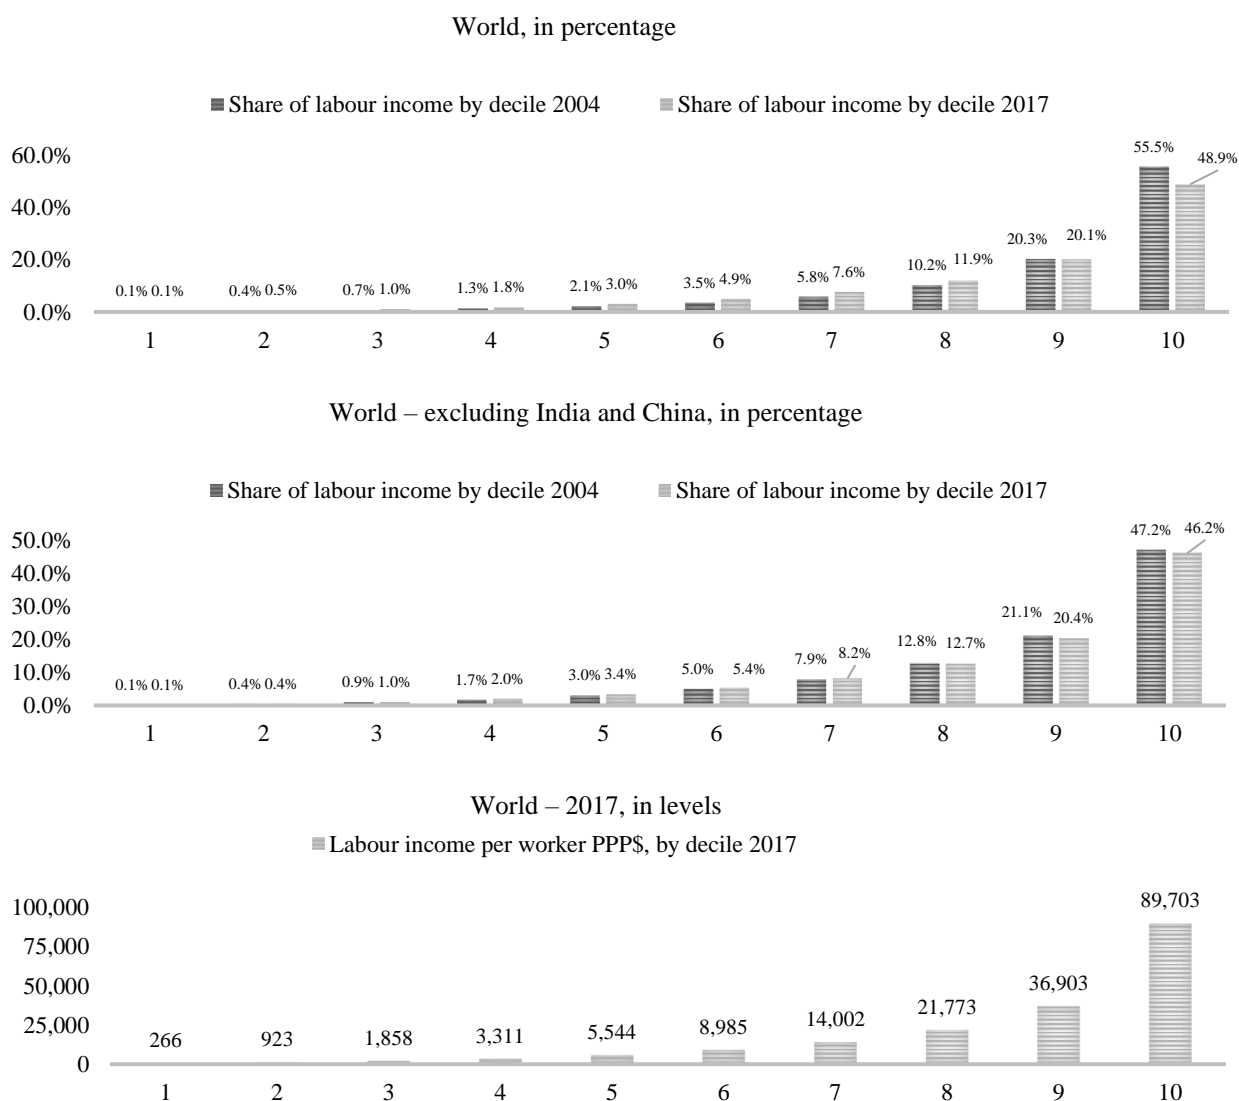 World, in percentage
Share of labour income by decile 2004 Share of labour income by decile 2017
60.0%
40.0%
20.0%
0.0%
0.1% 0.1% 0.4% 0.5% 0.7% 1.0% 1.3% 1.8% 2.1% 3.0% 3.5% 4.9% 5.8% 7.6% 10.2% 11.9% 20.3% 20.1% 55.5% 48.9%
1 2 3 4 5 6 7 8 9 10
World – excluding India and China, in percentage
Share of labour income by decile 2004 Share of labour income by decile 2017
50.0%
40.0%
30.0%
20.0%
10.0%
0.0%
0.1% 0.1% 0.4% 0.4% 0.9% 1.0% 1.7% 2.0% 3.0% 3.4% 5.0% 5.4% 7.9% 8.2% 12.8% 12.7% 21.1% 20.4% 47.2% 46.2%
1 2 3 4 5 6 7 8 9 10
World – 2017, in levels
Labour income per worker PPP$, by decile 2017
100,000
75,000
50,000
25,000
0
266 923 1,858 3,311 5,544 8,985 14,002 21,773 36,903 89,703
1 2 3 4 5 6 7 8 9 10